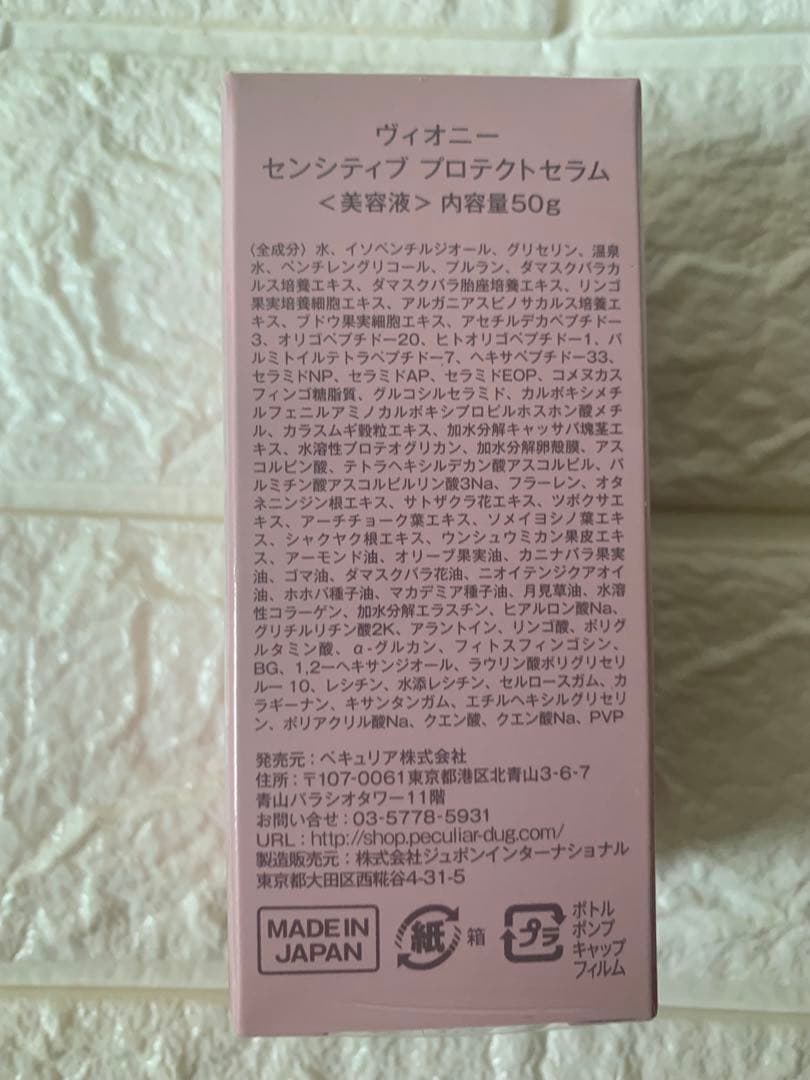 ヴィオニー
センシティブ プロテクトセラム
＜美容液＞ 内容量50g
〈全成分〉水、イソペンチルジオール、グリセリン、温泉
水、ペンチレングリコール、プルラン、ダマスクバラカ
ルス培養エキス、ダマスクバラ胎座培養エキス、リンゴ
果実培養細胞エキス、アルガニアスピノサカルス培養エ
キス、ブドウ果実細胞エキス、アセチルデカペプチドー
3、オリゴペプチドー20、ヒトオリゴペプチドー1、パ
ルミトイルテトラペプチドー7、ヘキサペプチドー33、
セラミドNP、セラミドAP、セラミドEOP、コメヌカス
フィンゴ糖脂質、グルコシルセラミド、カルボキシメチ
ルフェニルアミノカルボキシプロピルホスホン酸メチ
ル、カラスムギ穀粒エキス、加水分解キャッサバ塊茎エ
キス、水溶性プロテオグリカン、加水分解卵殻膜、アス
コルビン酸、テトラヘキシルデカン酸アスコルビル、パ
ルミチン酸アスコルビルリン酸3Na、フラーレン、オタ
ネニンジン根エキス、サトザクラ花エキス、ツボクサエ
キス、アーチチョーク葉エキス、ソメイヨシノ葉エキ
ス、シャクヤク根エキス、ウンシュウミカン果皮エキ
ス、アーモンド油、オリーブ果実油、カニナバラ果実
油、ゴマ油、ダマスクバラ花油、ニオイテンジクアオイ
油、ホホバ種子油、マカデミア種子油、月見草油、水溶
性コラーゲン、加水分解エラスチン、ヒアルロン酸Na、
グリチルリチン酸2K、アラントイン、リンゴ酸、ポリグ
ルタミン酸、α-グルカン、フィトスフィンゴシン、
BG、1,2ーヘキサンジオール、ラウリン酸ポリグリセリ
ルー10、レシチン、水添レシチン、セルロースガム、カ
ラギーナン、キサンタンガム、エチルヘキシルグリセリ
ン、ポリアクリル酸Na、クエン酸、クエン酸Na、PVP
発売元：ペキュリア株式会社
住所：〒107-0061東京都港区北青山3-6-7
青山パラシオタワー11階
お問い合せ：03-5778-5931
URL：http://shop.peculiar-dug.com/
製造販売元：株式会社ジュポンインターナショナル
東京都大田区西糀谷4-31-5
MADE IN
JAPAN
紙 箱
プラ
ボトル
ポンプ
キャップ
フィルム